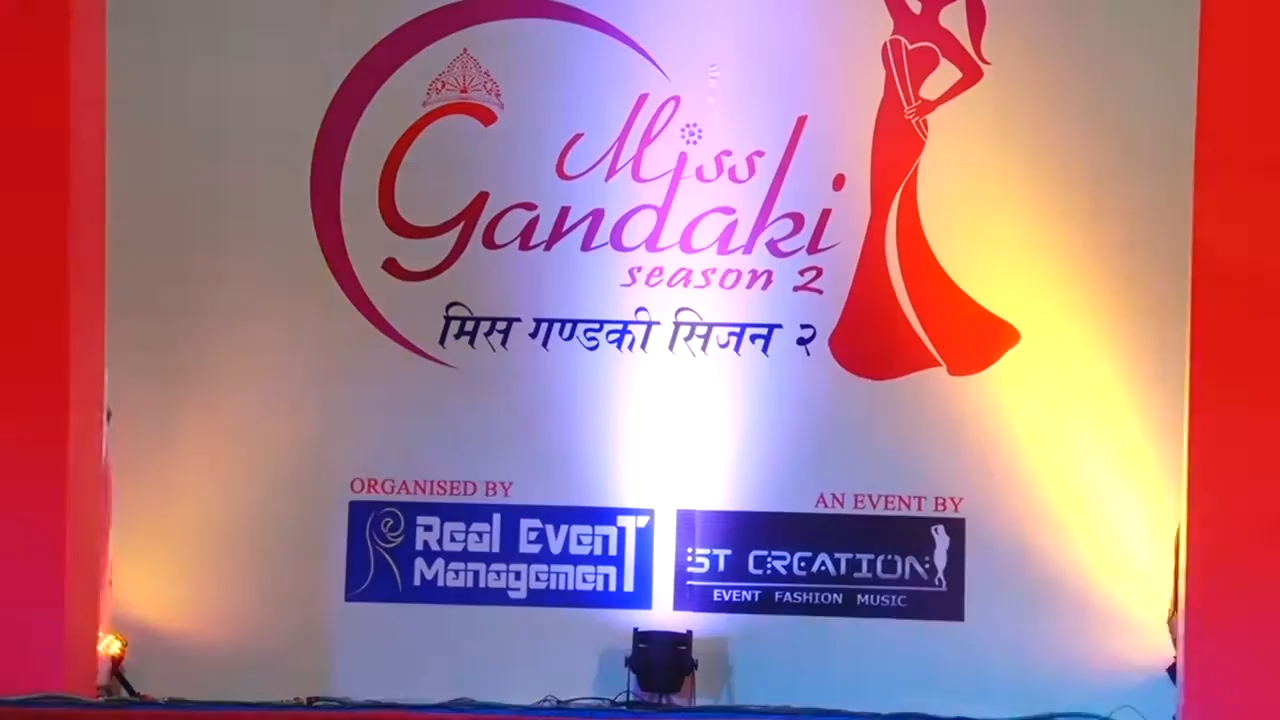 Miss
Gandaki
season 2
मिस गण्डकी सिजन २
ORGANISED BY
Real Event
Management
AN EVENT BY
ST CREATION
EVENT FASHION MUSIC